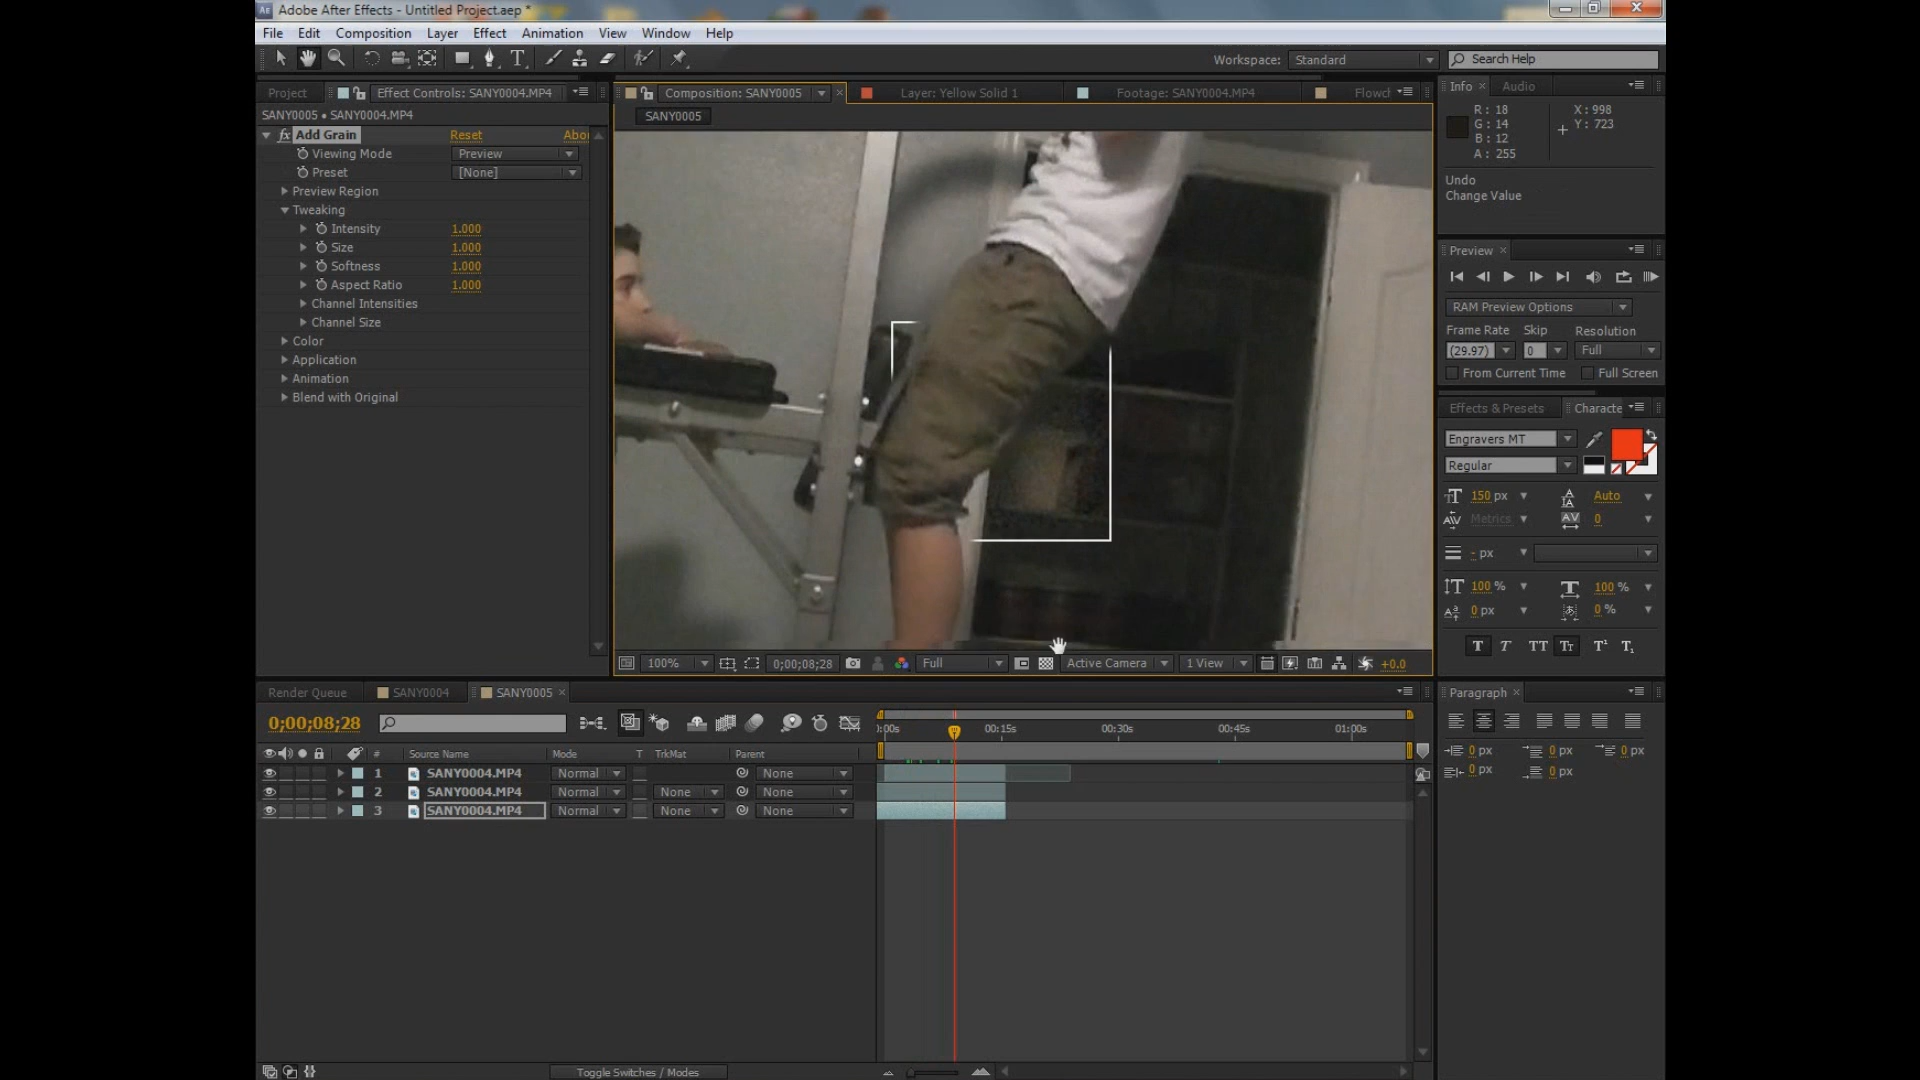 Adobe After Effects - Untitled Project.aep *
File Edit Composition Layer Effect Animation View Window Help
Workspace: Standard Search Help
Project Effect Controls: SANY0004.MP4
Composition: SANY0005 Layer: Yellow Solid 1 Footage: SANY0004.MP4 Flowch
Info Audio
SANY0005 • SANY0004.MP4
SANY0005
R: 18
G: 14
B: 12
A: 255
X: 998
Y: 723
Add Grain Reset Abou
Viewing Mode Preview
Preset [None]
Preview Region
Tweaking
Intensity 1.000
Size 1.000
Softness 1.000
Aspect Ratio 1.000
Channel Intensities
Channel Size
Color
Application
Animation
Blend with Original
Undo
Change Value
Preview
RAM Preview Options
Frame Rate Skip Resolution
(29.97) 0 Full
From Current Time Full Screen
Effects & Presets Characte
Engravers MT
Regular
150 px Auto
Metrics 0
- px
100 % 100 %
0 px 0 %
T T TT Tт T¹ T₁
100% 0;00;08;28 Full Active Camera 1 View +0.0
Render Queue SANY0004 SANY0005
Paragraph
0;00;08;28
):00s 00:15s 00:30s 00:45s 01:00s
# Source Name Mode T TrkMat Parent
1 SANY0004.MP4 Normal None
2 SANY0004.MP4 Normal None None
3 SANY0004.MP4 Normal None None
0 px 0 px 0 px
0 px 0 px
Toggle Switches / Modes